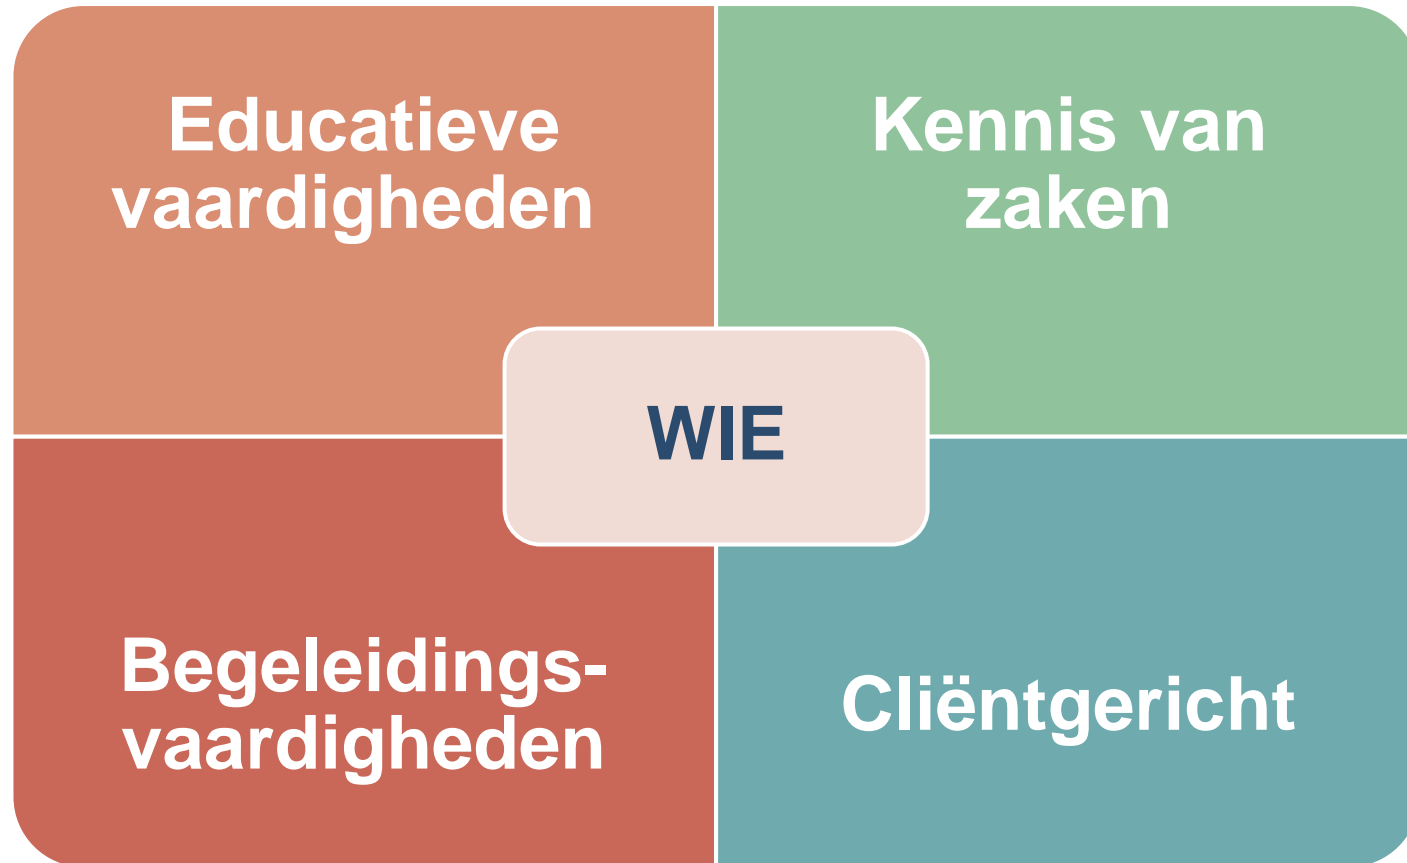 Educatieve
vaardigheden
Kennis van
zaken
WIE
Begeleidings-
vaardigheden
Cliëntgericht